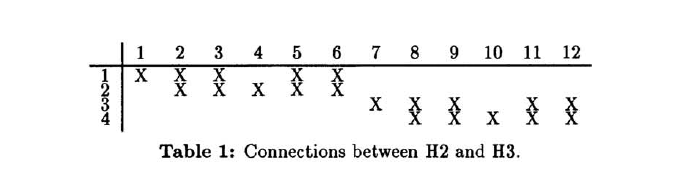 1 2 3 4 5 6 7 8 9 10 11 12
1 X X X X X
2 X X X X X
3 X X X X X
4 X X X X X
Table 1: Connections between H2 and H3.